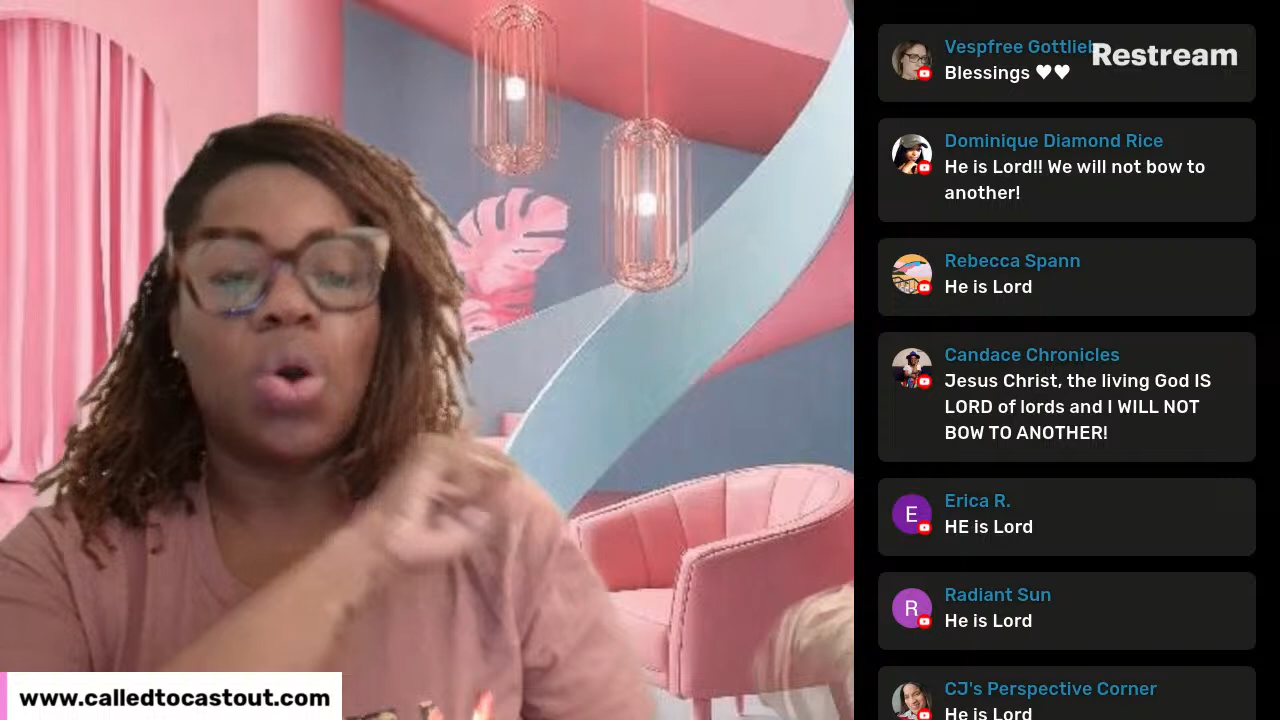 Vespfree Gottlieb
Restream
Blessings ♥♥
Dominique Diamond Rice
He is Lord!! We will not bow to
another!
Rebecca Spann
He is Lord
Candace Chronicles
Jesus Christ, the living God IS
LORD of lords and I WILL NOT
BOW TO ANOTHER!
E
Erica R.
HE is Lord
R
Radiant Sun
He is Lord
CJ's Perspective Corner
He is Lord
www.calledtocastout.com